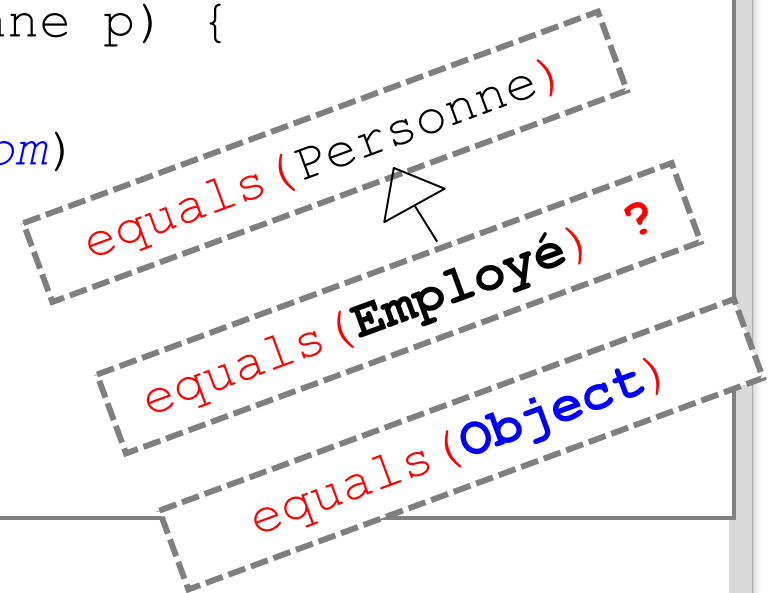 nne p) {
om)
equals(Personne)
equals(Employé) ?
equals(Object)